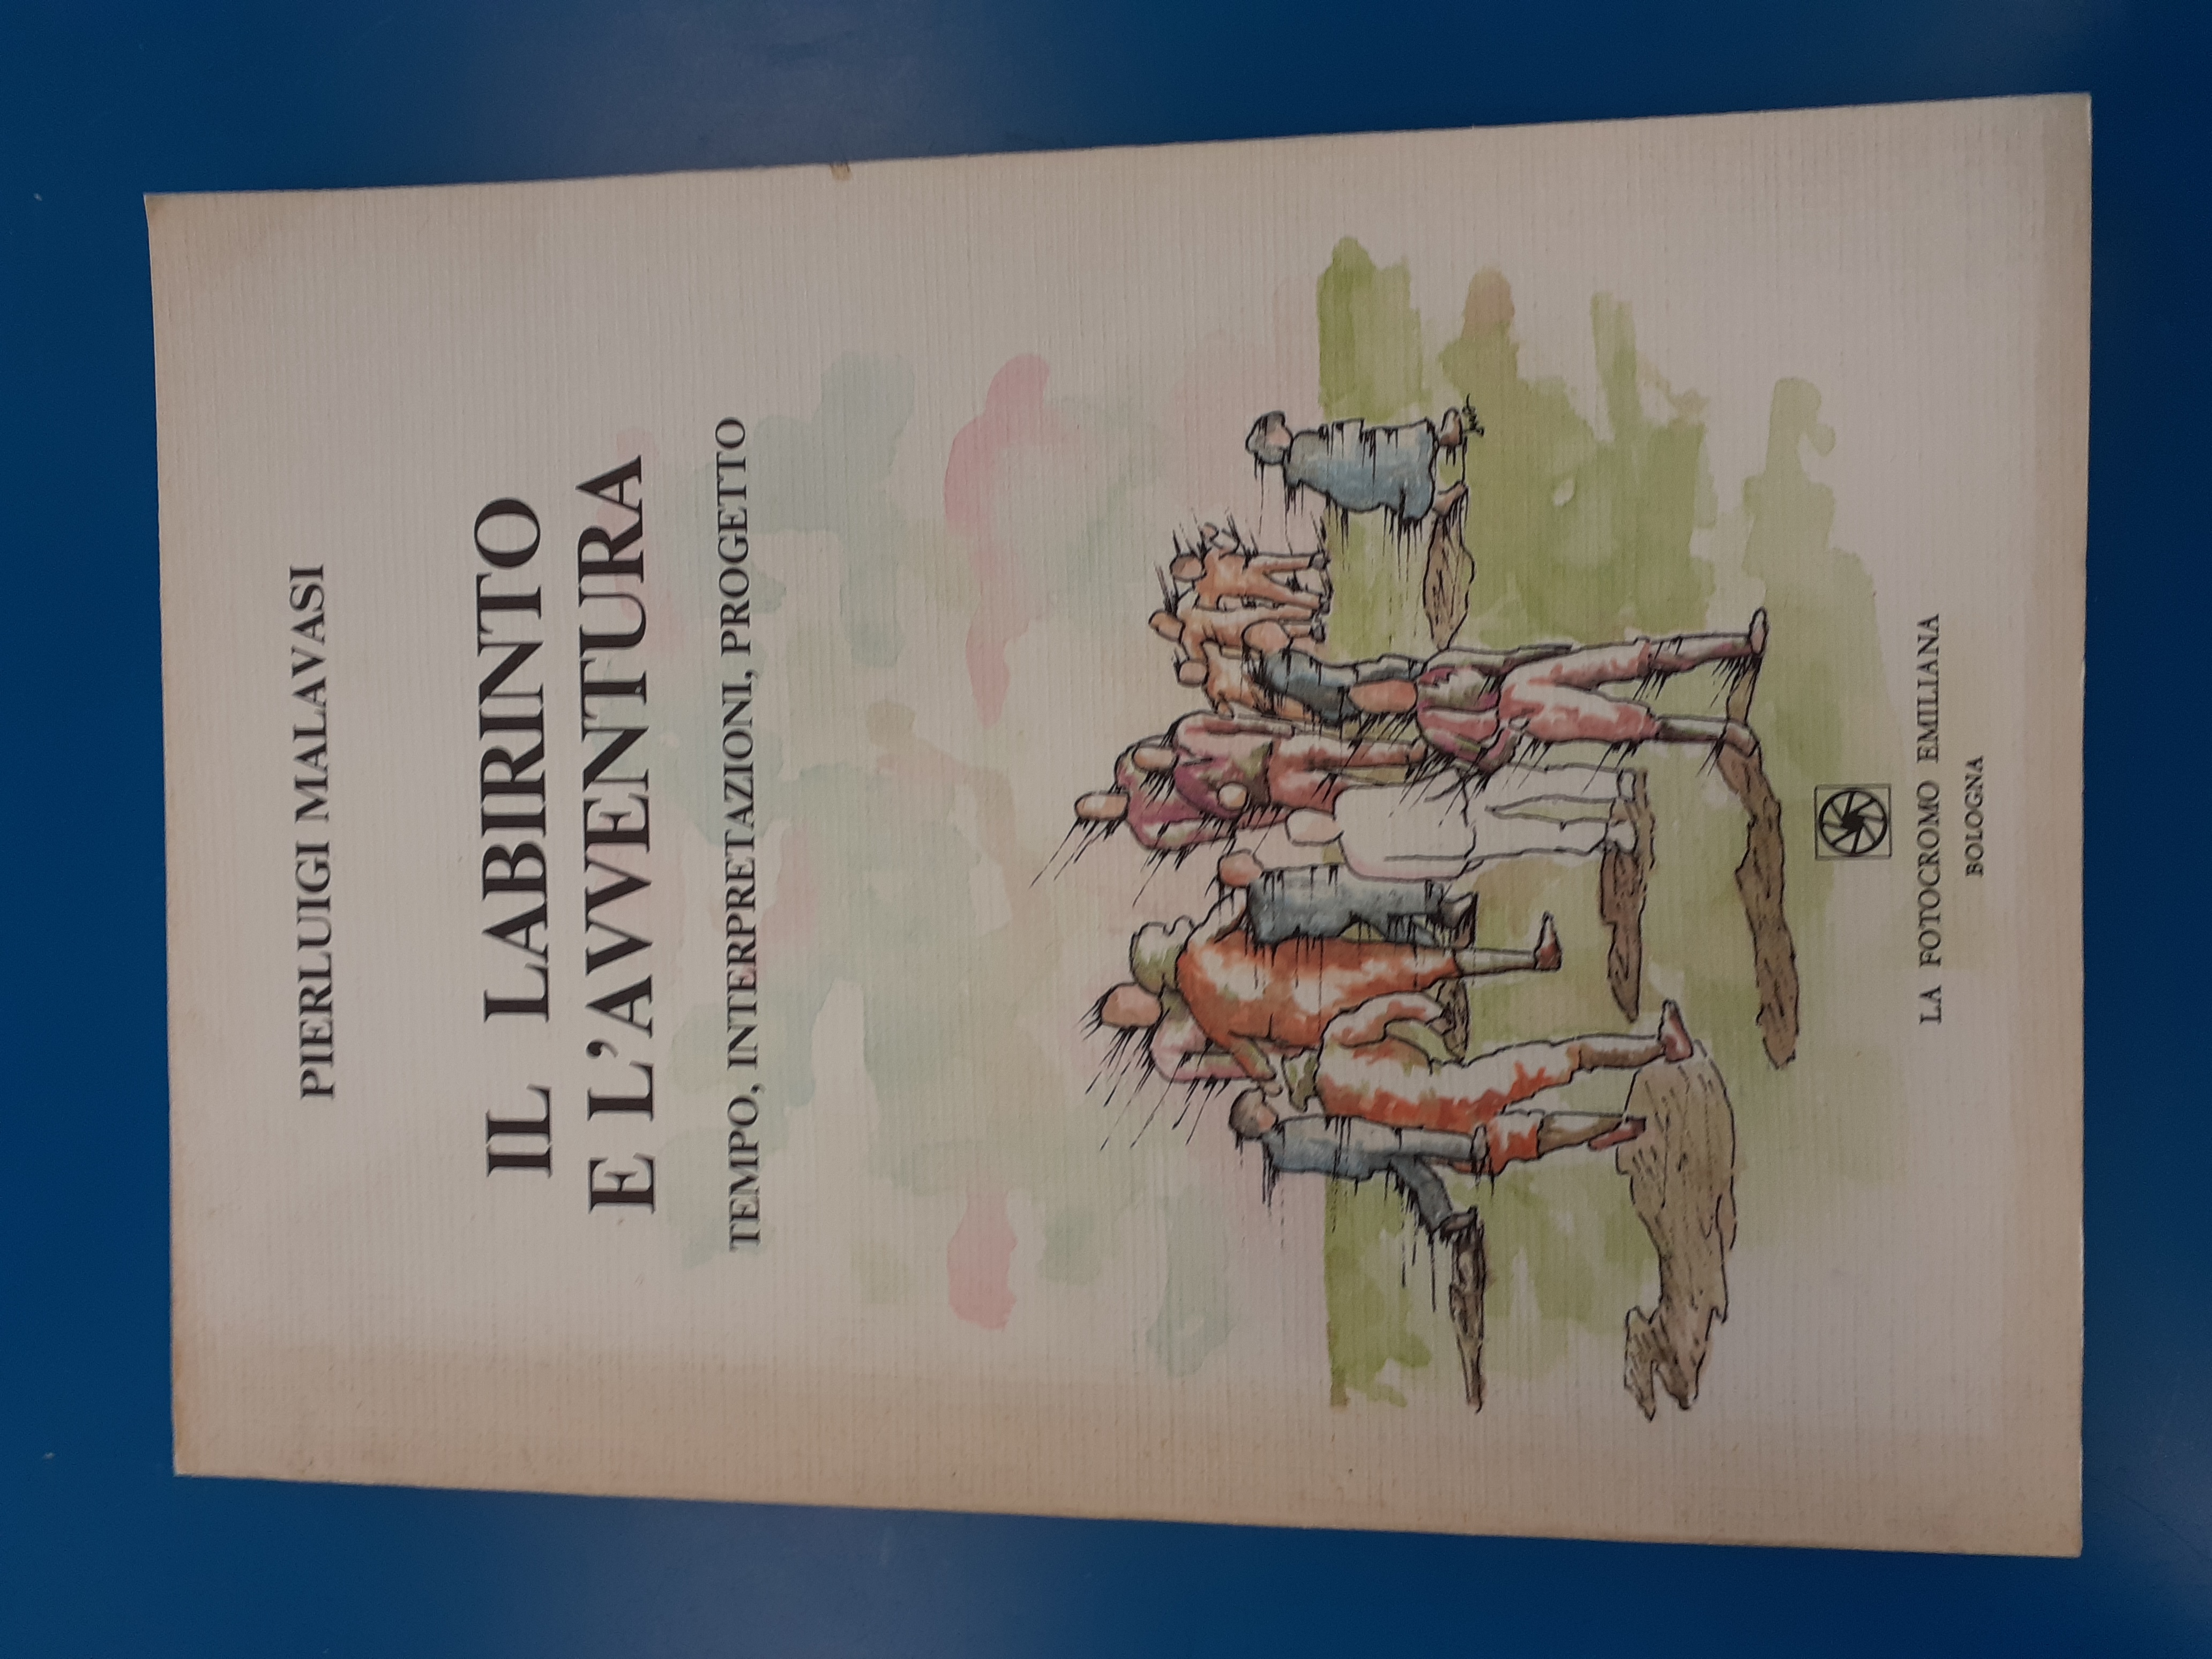 PIERLUIGI MALAVASI
IL LABIRINTO
E L'AVVENTURA
TEMPO, INTERPRETAZIONI, PROGETTO
LA FOTOCROMO EMILIANA
BOLOGNA